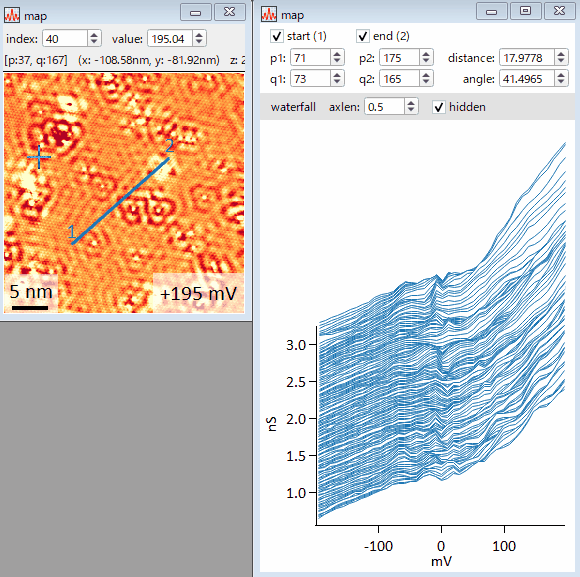 map
index: 40 value: 195.04
[p:37, q:167] (x: -108.58nm, y: -81.92nm) z: 2
2
1
5 nm
+195 mV
map
start (1) end (2)
p1: 71 p2: 175 distance: 17.9778
q1: 73 q2: 165 angle: 41.4965
waterfall axlen: 0.5 hidden
3.0
2.5
2.0
1.5
1.0
nS
-100 0 100
mV